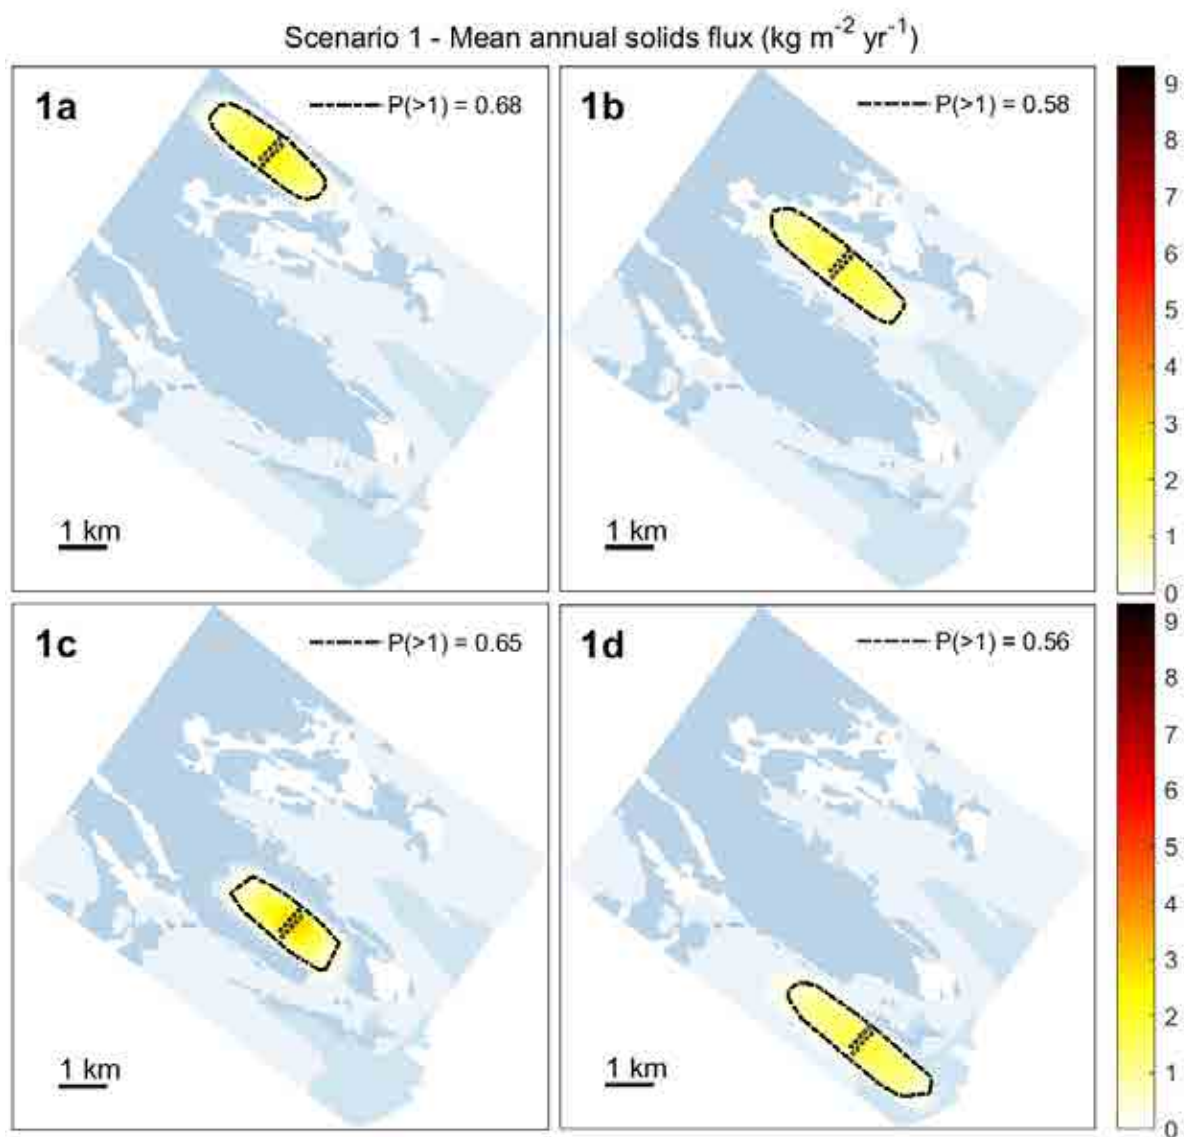 Scenario 1 - Mean annual solids flux (kg m⁻² yr⁻¹)
1a
P(>1) = 0.68
1 km
1b
P(>1) = 0.58
1 km
9
8
7
6
5
4
3
2
1
0
1c
P(>1) = 0.65
1 km
1d
P(>1) = 0.56
1 km
9
8
7
6
5
4
3
2
1
0